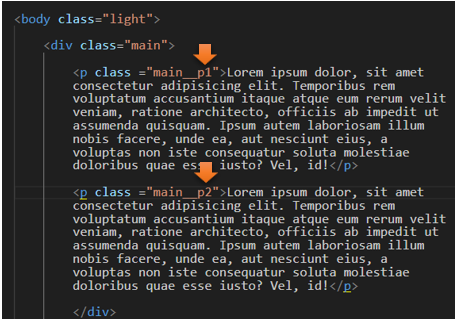 <body class="light">
<div class="main">
<p class ="main__p1">Lorem ipsum dolor, sit amet
consectetur adipisicing elit. Temporibus rem
voluptatum accusantium itaque atque eum rerum velit
veniam, ratione architecto, officiis ab impedit ut
assumenda quisquam. Ipsum autem laboriosam illum
nobis facere, unde ea, aut nesciunt eius, a
voluptas non iste consequatur soluta molestiae
doloribus quae esse iusto? Vel, id!</p>
<p class ="main__p2">Lorem ipsum dolor, sit amet
consectetur adipisicing elit. Temporibus rem
voluptatum accusantium itaque atque eum rerum velit
veniam, ratione architecto, officiis ab impedit ut
assumenda quisquam. Ipsum autem laboriosam illum
nobis facere, unde ea, aut nesciunt eius, a
voluptas non iste consequatur soluta molestiae
doloribus quae esse iusto? Vel, id!</p>
</div>